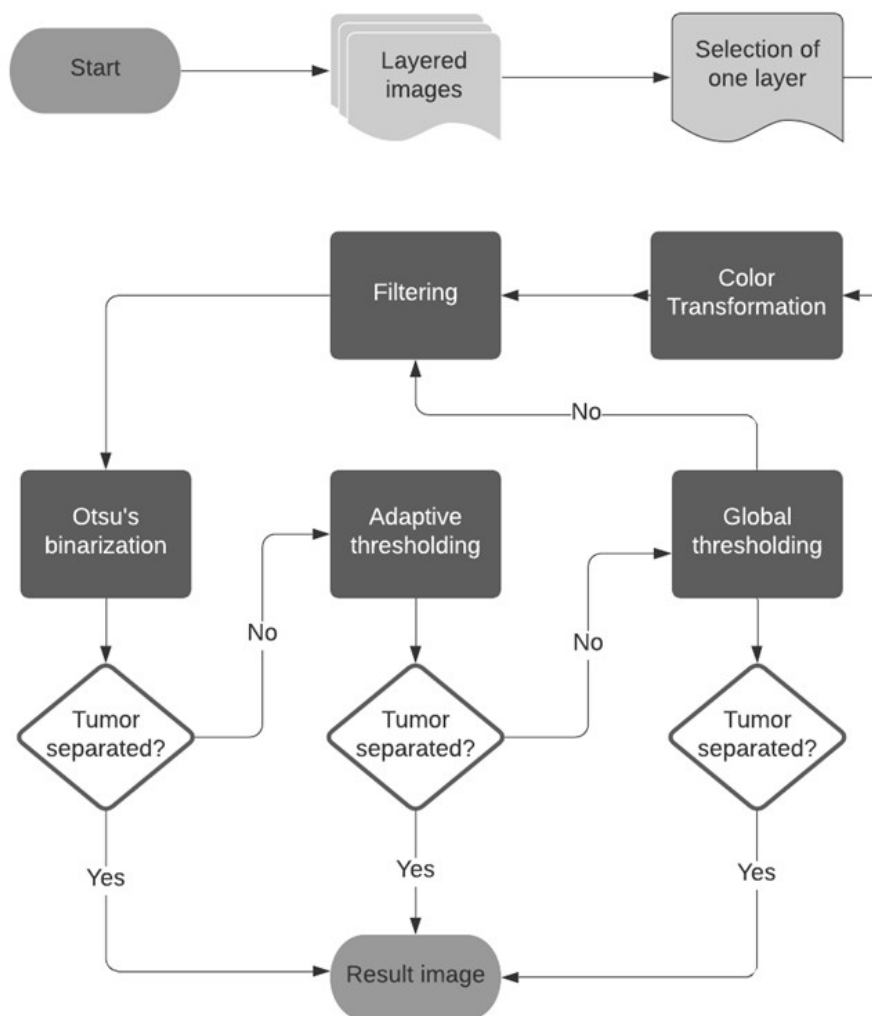 Start
Layered
images
Selection of
one layer
Filtering
Color
Transformation
No
Otsu's
binarization
Adaptive
thresholding
Global
thresholding
No
No
Tumor
separated?
Tumor
separated?
Tumor
separated?
Yes
Yes
Yes
Result image